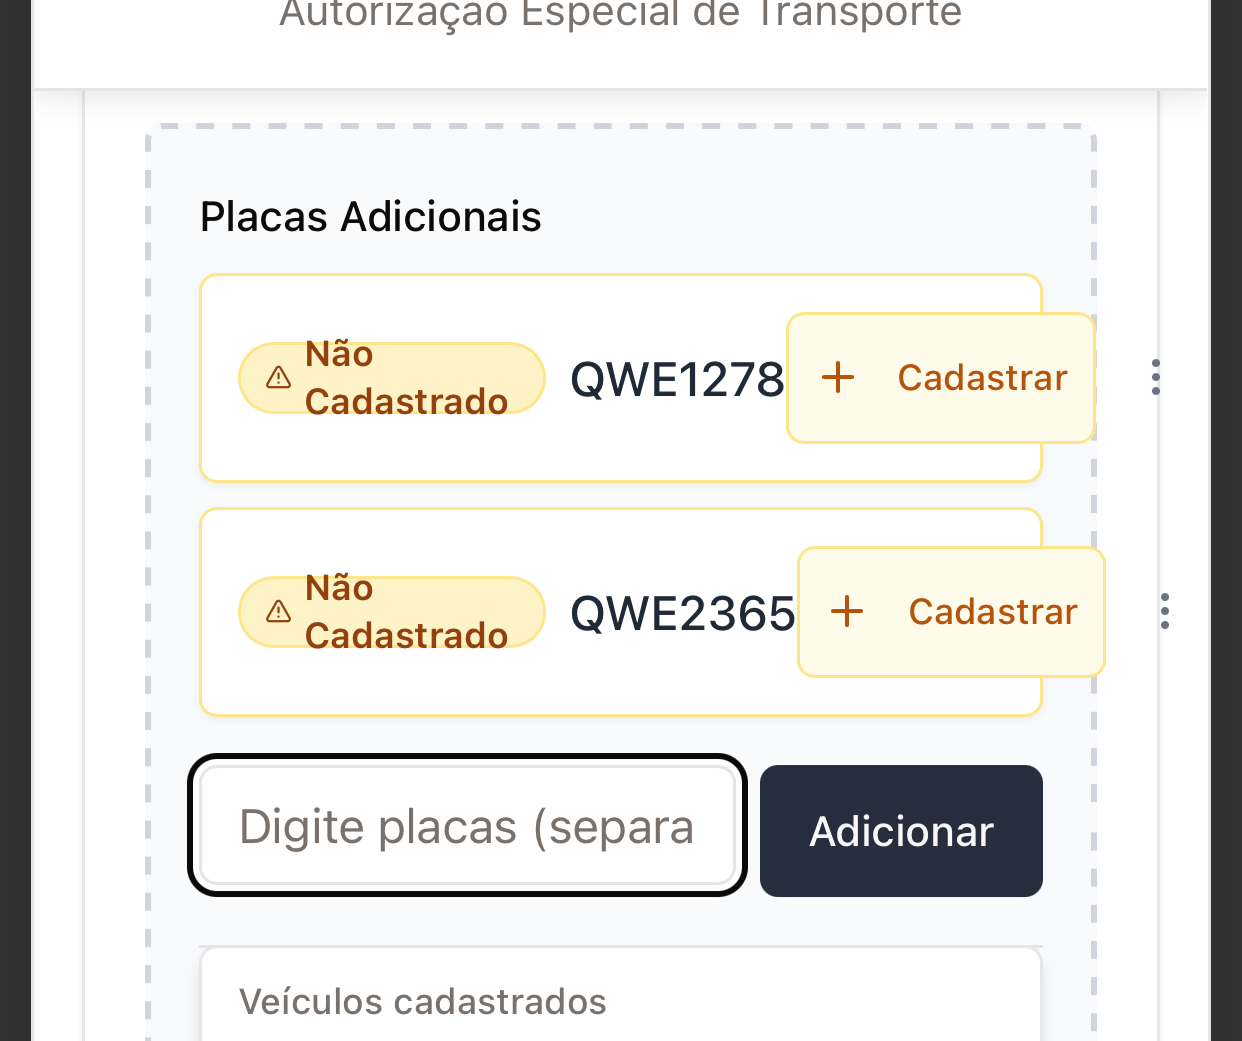 Autorização Especial de Transporte
Placas Adicionais
Não
Cadastrado
QWE1278
Cadastrar
Não
Cadastrado
QWE2365
Cadastrar
Digite placas (separa
Adicionar
Veículos cadastrados